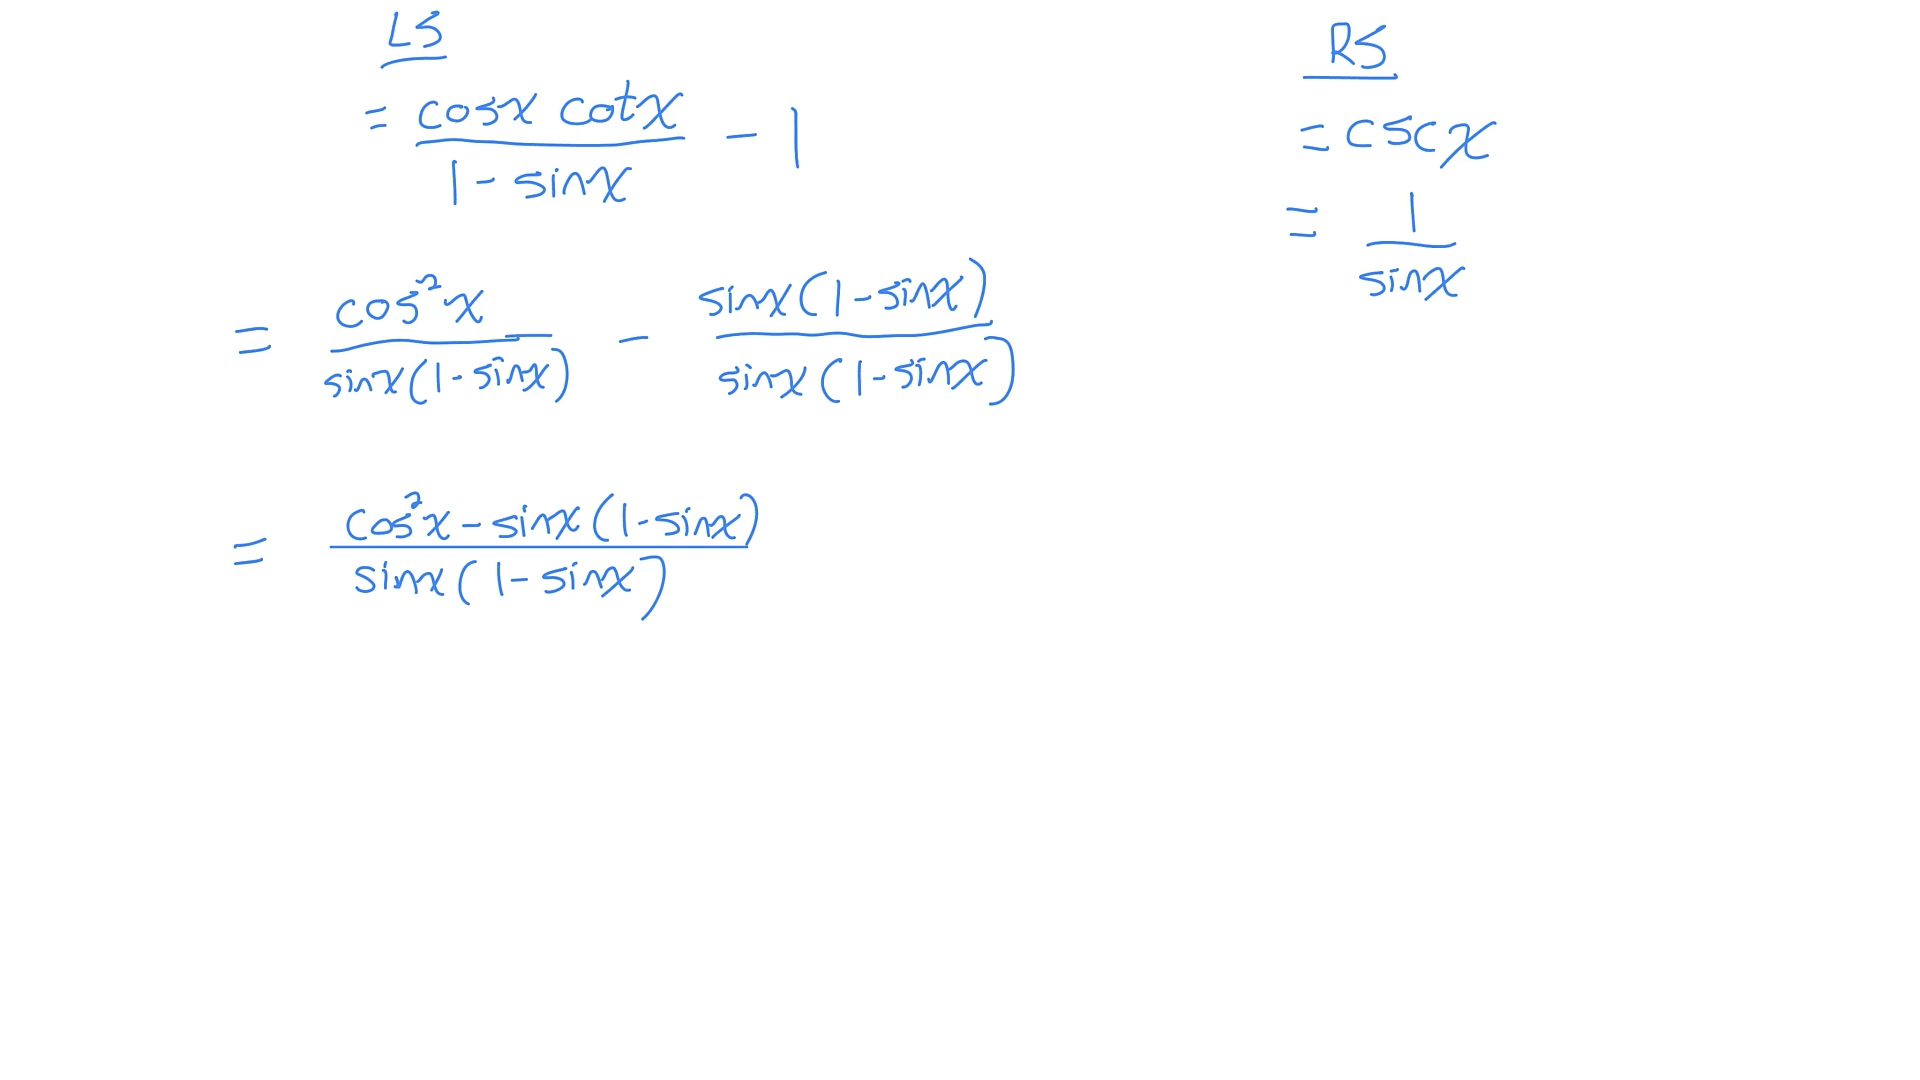 LS
= cosx cotx / 1 - sinx - 1
= cos²x / sinx(1 - sinx) - sinx(1 - sinx) / sinx(1 - sinx)
= cos²x - sinx(1 - sinx) / sinx(1 - sinx)
RS
= cscx
= 1 / sinx